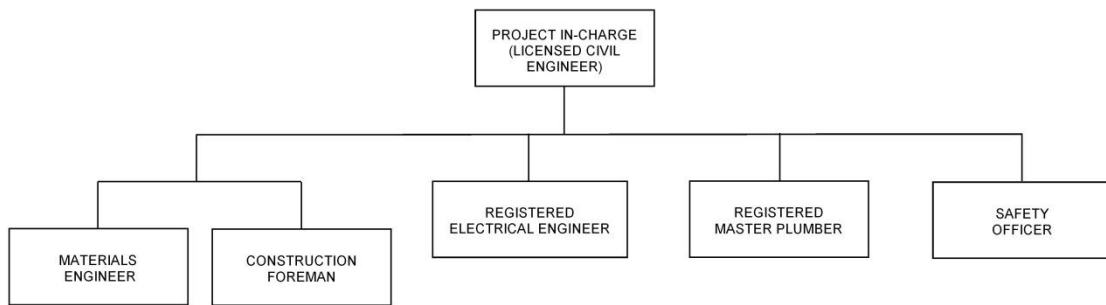 PROJECT IN-CHARGE
(LICENSED CIVIL
ENGINEER)
REGISTERED
ELECTRICAL ENGINEER
REGISTERED
MASTER PLUMBER
SAFETY
OFFICER
MATERIALS
ENGINEER
CONSTRUCTION
FOREMAN